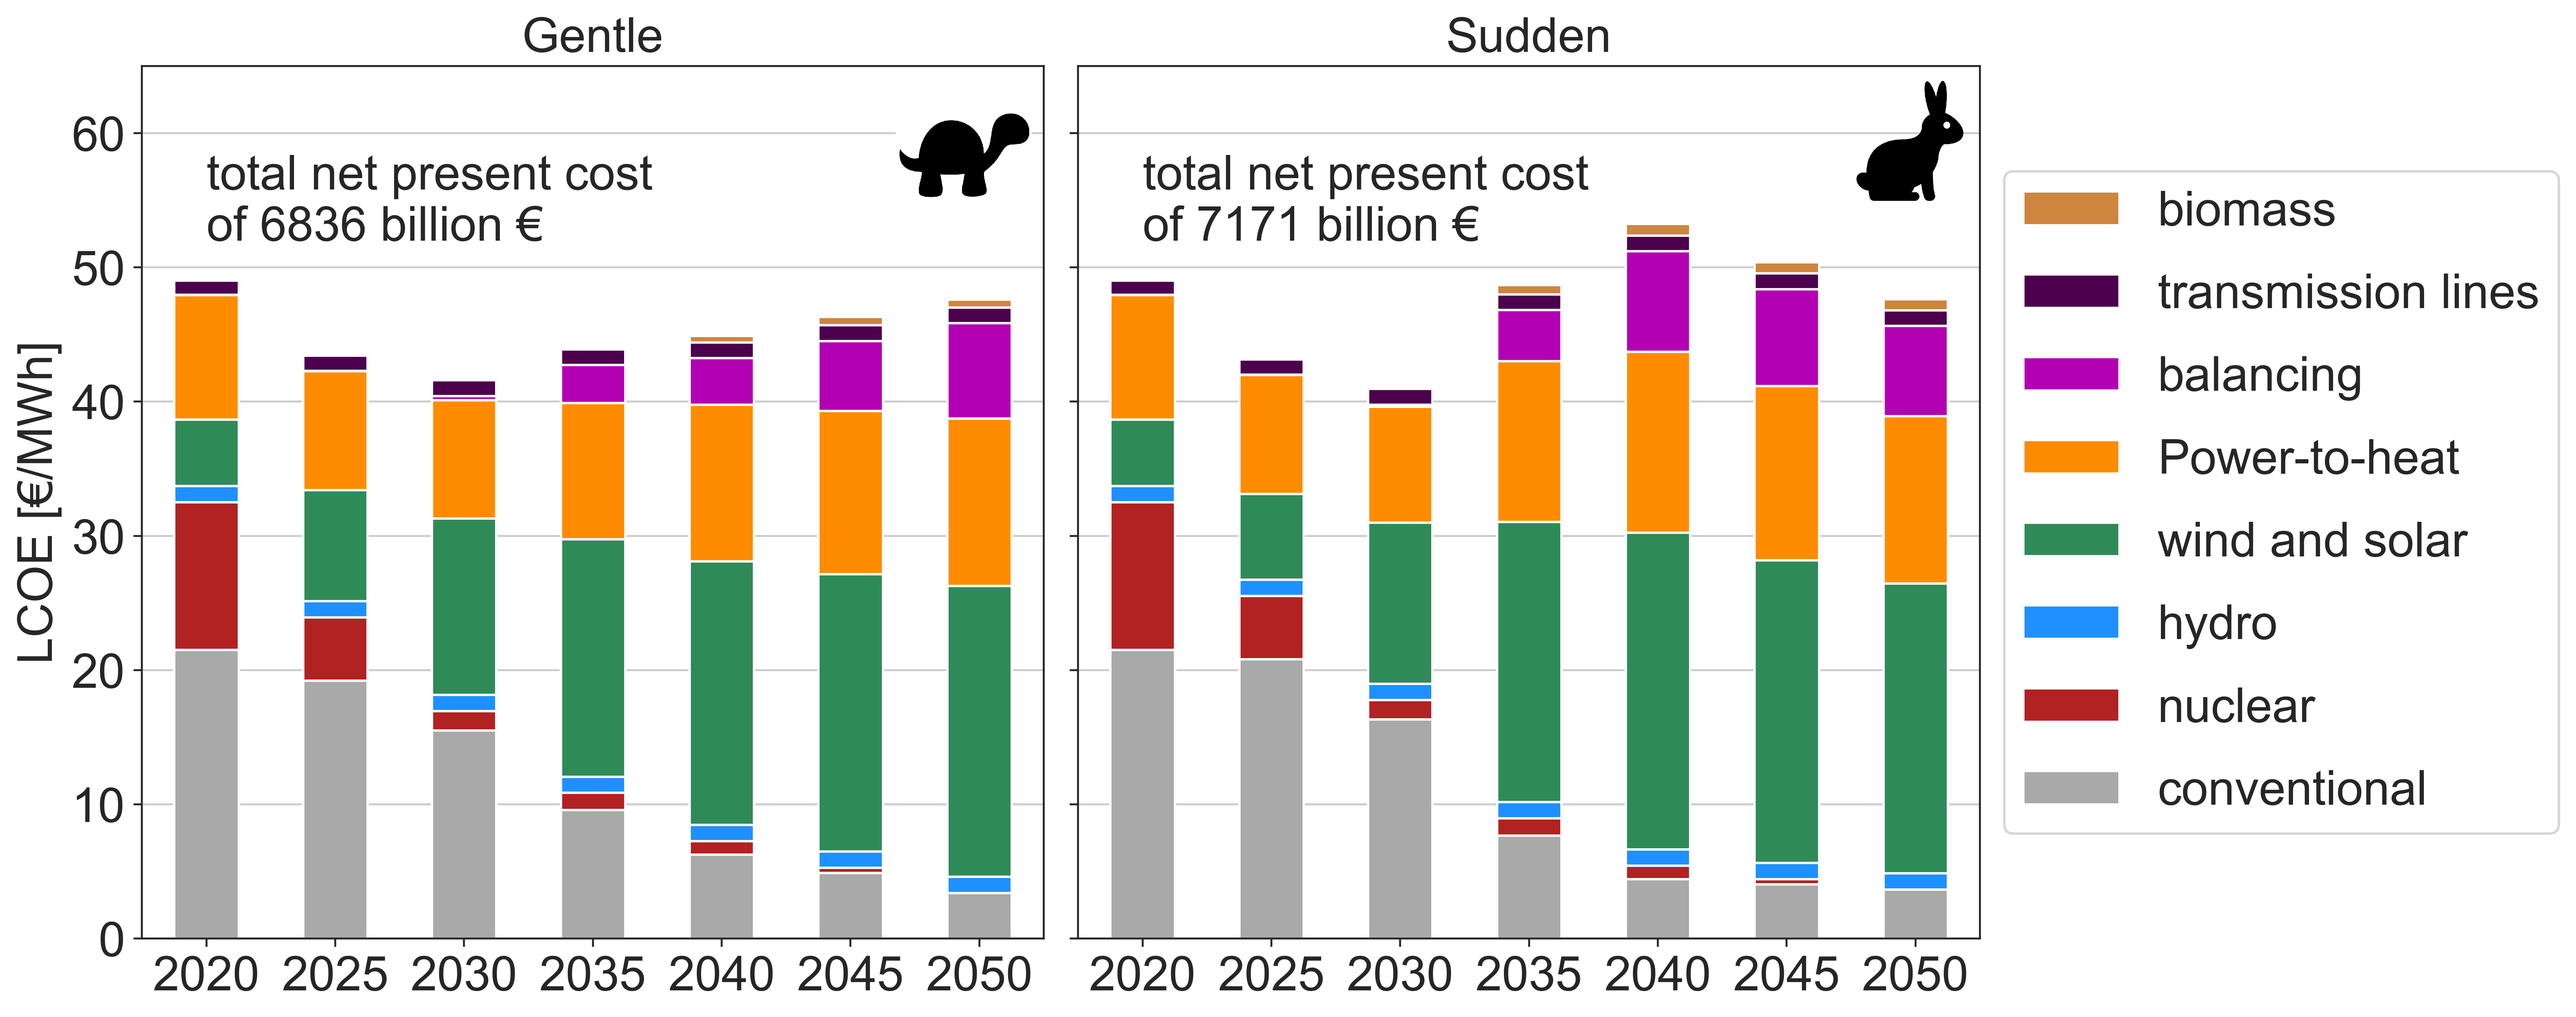 Gentle
Sudden
total net present cost
of 6836 billion €
total net present cost
of 7171 billion €
LCOE [€/MWh]
60
50
40
30
20
10
0
2020 2025 2030 2035 2040 2045 2050
2020 2025 2030 2035 2040 2045 2050
biomass
transmission lines
balancing
Power-to-heat
wind and solar
hydro
nuclear
conventional